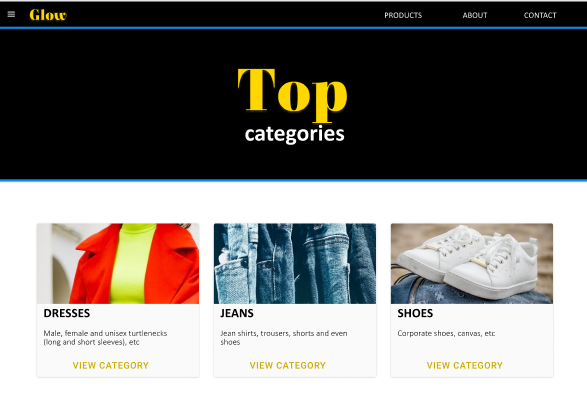 Glow
PRODUCTS ABOUT CONTACT
Top
categories
DRESSES
Male, female and unisex turtlenecks
(long and short sleeves), etc
VIEW CATEGORY
JEANS
Jean shirts, trousers, shorts and even
shoes
VIEW CATEGORY
SHOES
Corporate shoes, canvas, etc
VIEW CATEGORY